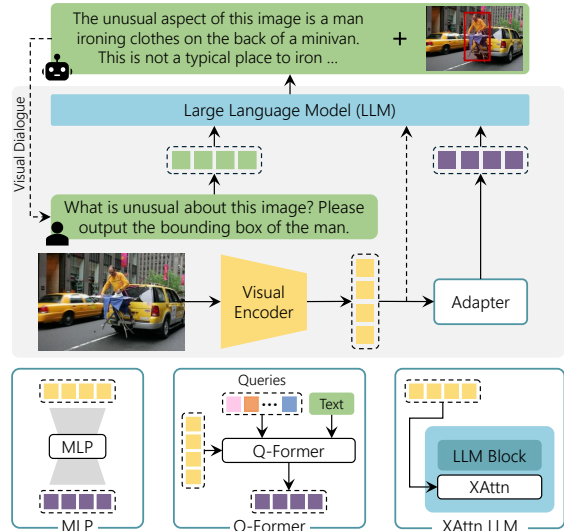 The unusual aspect of this image is a man
ironing clothes on the back of a minivan.
This is not a typical place to iron ...
+
Large Language Model (LLM)
Visual Dialogue
What is unusual about this image? Please
output the bounding box of the man.
Visual
Encoder
Adapter
MLP
MLP
Queries
Text
Q-Former
Q-Former
LLM Block
XAttn
XAttn LLM